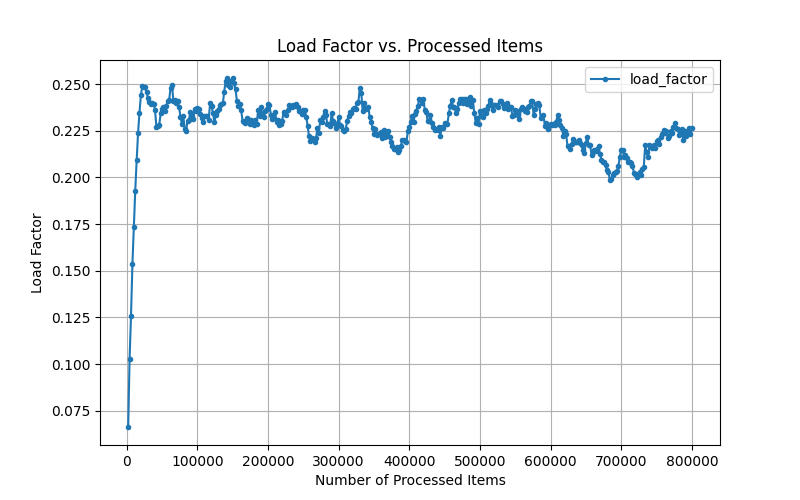 Load Factor vs. Processed Items
load_factor
Load Factor
0.250
0.225
0.200
0.175
0.150
0.125
0.100
0.075
0 100000 200000 300000 400000 500000 600000 700000 800000
Number of Processed Items